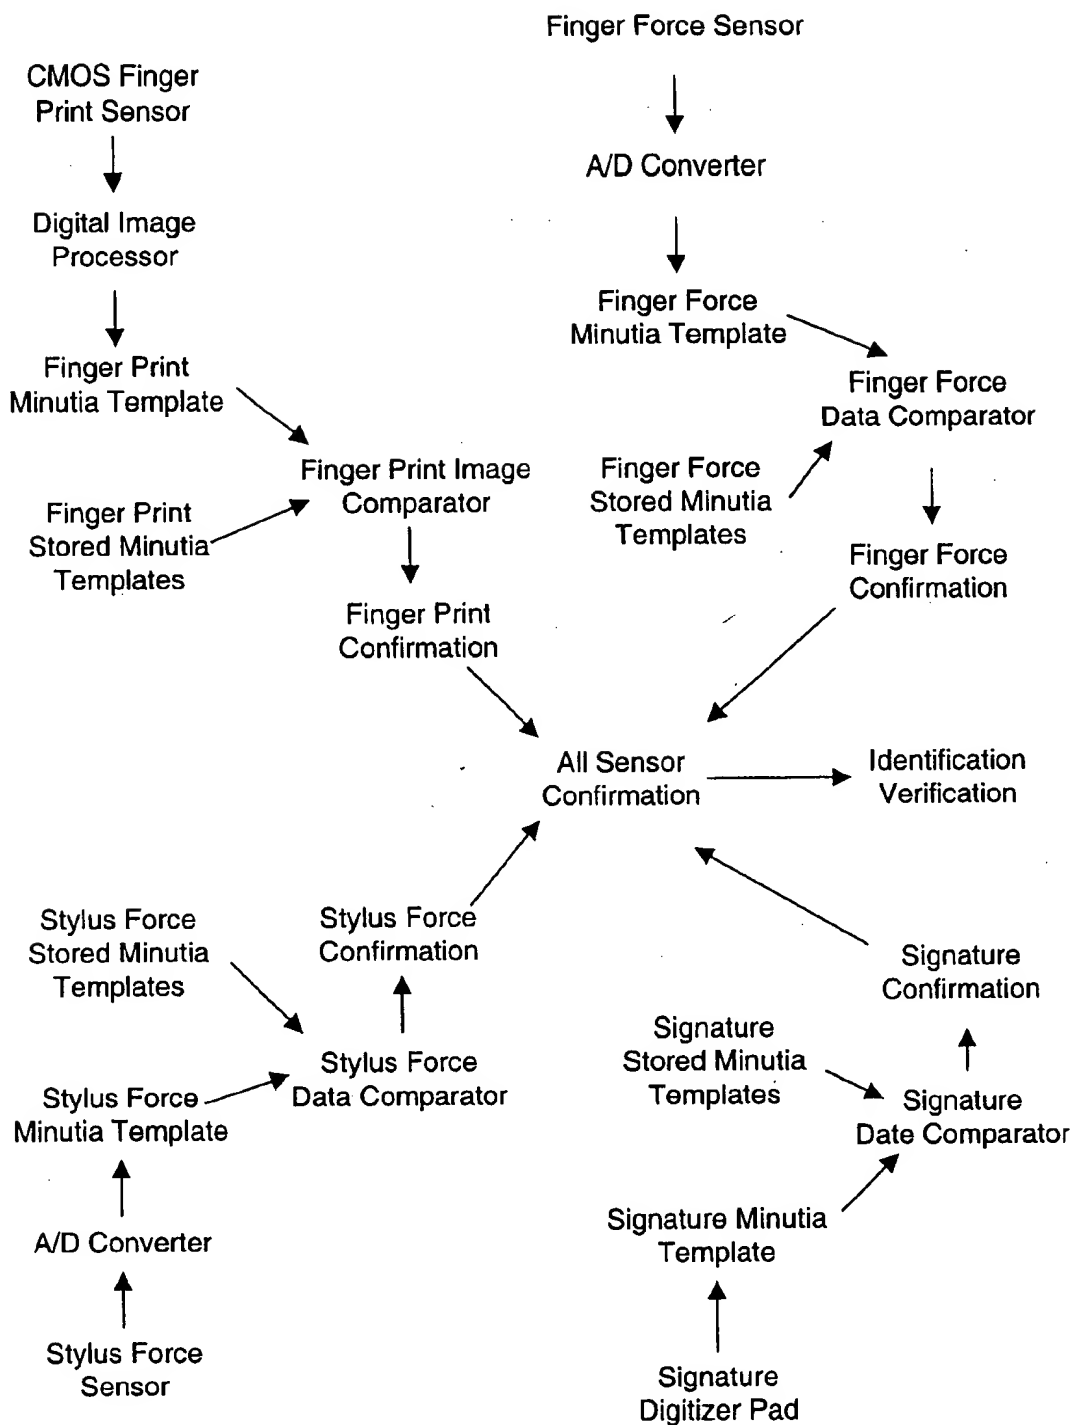 Finger Force Sensor
CMOS Finger
Print Sensor
A/D Converter
Digital Image
Processor
Finger Force
Minutia Template
Finger Print
Minutia Template
Finger Force
Data Comparator
Finger Print Image
Comparator
Finger Force
Stored Minutia
Templates
Finger Print
Stored Minutia
Templates
Finger Force
Confirmation
Finger Print
Confirmation
All Sensor
Confirmation
Identification
Verification
Stylus Force
Stored Minutia
Templates
Stylus Force
Confirmation
Signature
Confirmation
Signature
Stored Minutia
Templates
Stylus Force
Data Comparator
Stylus Force
Minutia Template
Signature
Date Comparator
Signature Minutia
Template
A/D Converter
Stylus Force
Sensor
Signature
Digitizer Pad